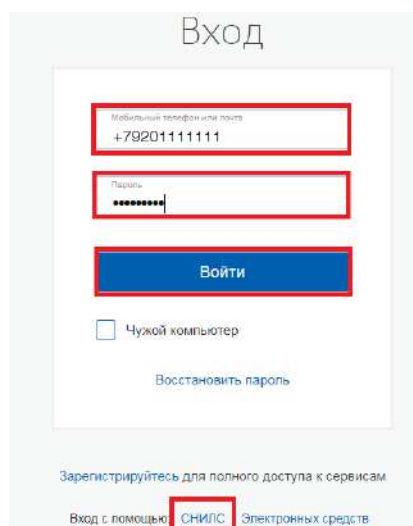 Вход
Мобильный телефон или почта
+79201111111
Пароль
•••••••••
Войти
Чужой компьютер
Восстановить пароль
Зарегистрируйтесь для полного доступа к сервисам
Вход с помощью: СНИЛС Электронных средств